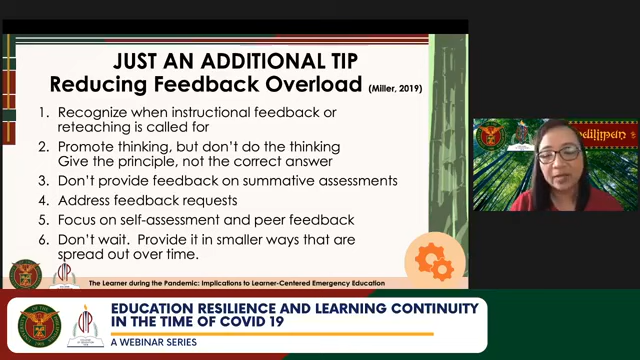 JUST AN ADDITIONAL TIP
Reducing Feedback Overload (Miller, 2019)
1. Recognize when instructional feedback or
reteaching is called for
2. Promote thinking, but don't do the thinking
Give the principle, not the correct answer
3. Don't provide feedback on summative assessments
4. Address feedback requests
5. Focus on self-assessment and peer feedback
6. Don't wait. Provide it in smaller ways that are
spread out over time.
The Learner during the Pandemic: Implications to Learner-Centered Emergency Education
EDUCATION RESILIENCE AND LEARNING CONTINUITY
IN THE TIME OF COVID 19
A WEBINAR SERIES